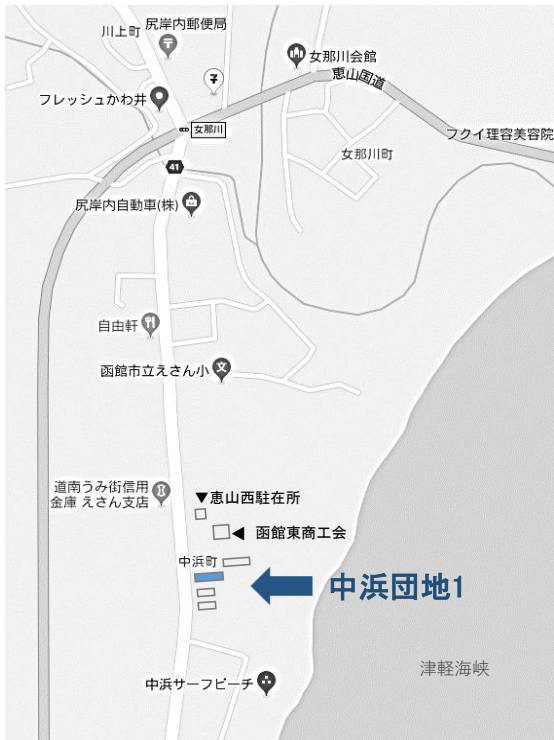 尻岸内郵便局
川上町
女那川会館
恵山国道
フレッシュかわ井
女那川
フクイ理容美容院
女那川町
41
尻岸内自動車(株)
自由軒
函館市立えさん小
文
道南うみ街信用
金庫 えさん支店
▼恵山西駐在所
◀ 函館東商工会
中浜町
中浜団地1
津軽海峡
中浜サーフビーチ